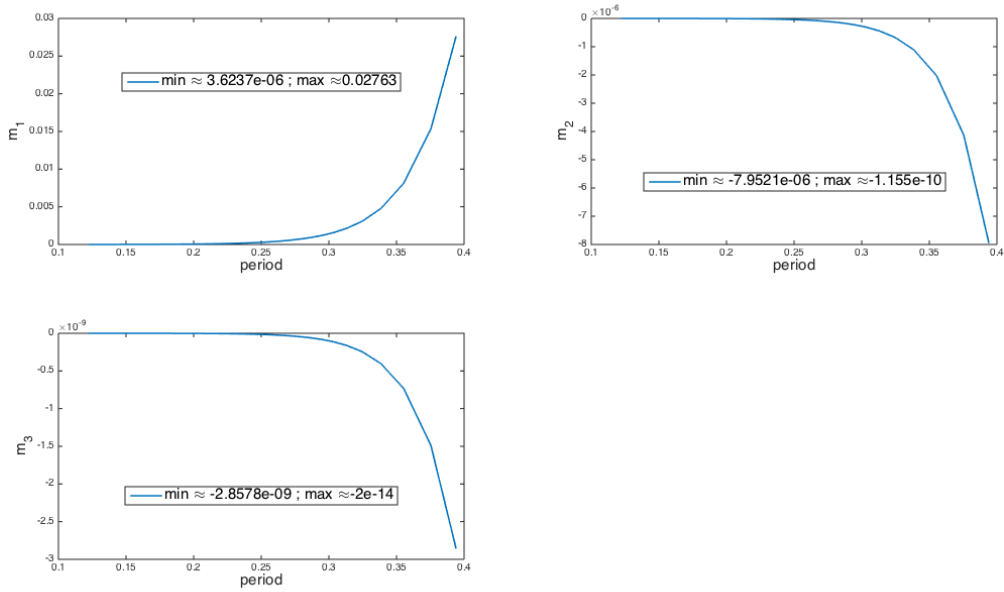 0.03
0.025
0.02
0.015
0.01
0.005
0
m1
min ≈ 3.6237e-06 ; max ≈0.02763
0.1 0.15 0.2 0.25 0.3 0.35 0.4
period
×10-6
0
-1
-2
-3
-4
-5
-6
-7
-8
m2
min ≈ -7.9521e-06 ; max ≈-1.155e-10
0.1 0.15 0.2 0.25 0.3 0.35 0.4
period
×10-9
0
-0.5
-1
-1.5
-2
-2.5
-3
m3
min ≈ -2.8578e-09 ; max ≈-2e-14
0.1 0.15 0.2 0.25 0.3 0.35 0.4
period